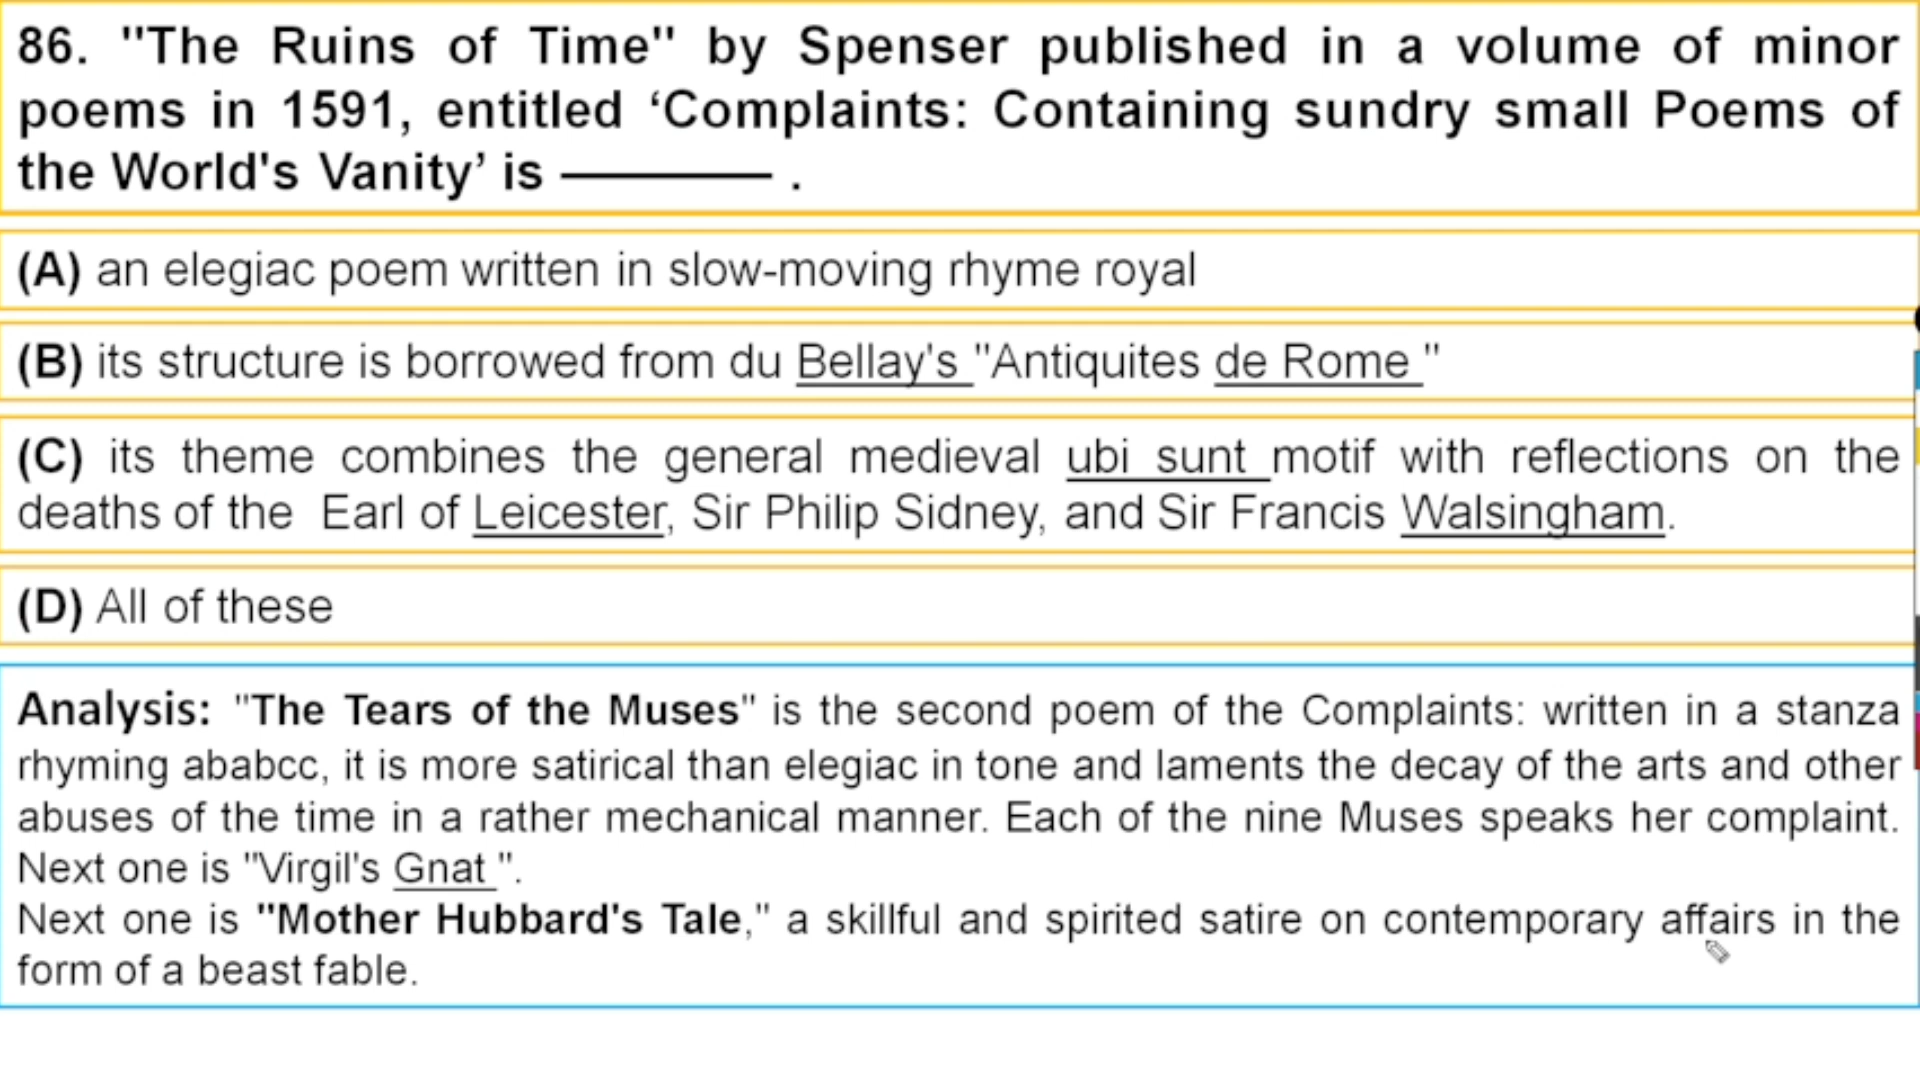 86. "The Ruins of Time" by Spenser published in a volume of minor
poems in 1591, entitled ‘Complaints: Containing sundry small Poems of
the World's Vanity’ is ———— .
(A) an elegiac poem written in slow-moving rhyme royal
(B) its structure is borrowed from du Bellay's "Antiquites de Rome "
(C) its theme combines the general medieval ubi sunt motif with reflections on the
deaths of the Earl of Leicester, Sir Philip Sidney, and Sir Francis Walsingham.
(D) All of these
Analysis: "The Tears of the Muses" is the second poem of the Complaints: written in a stanza
rhyming ababcc, it is more satirical than elegiac in tone and laments the decay of the arts and other
abuses of the time in a rather mechanical manner. Each of the nine Muses speaks her complaint.
Next one is "Virgil's Gnat ".
Next one is "Mother Hubbard's Tale," a skillful and spirited satire on contemporary affairs in the
form of a beast fable.